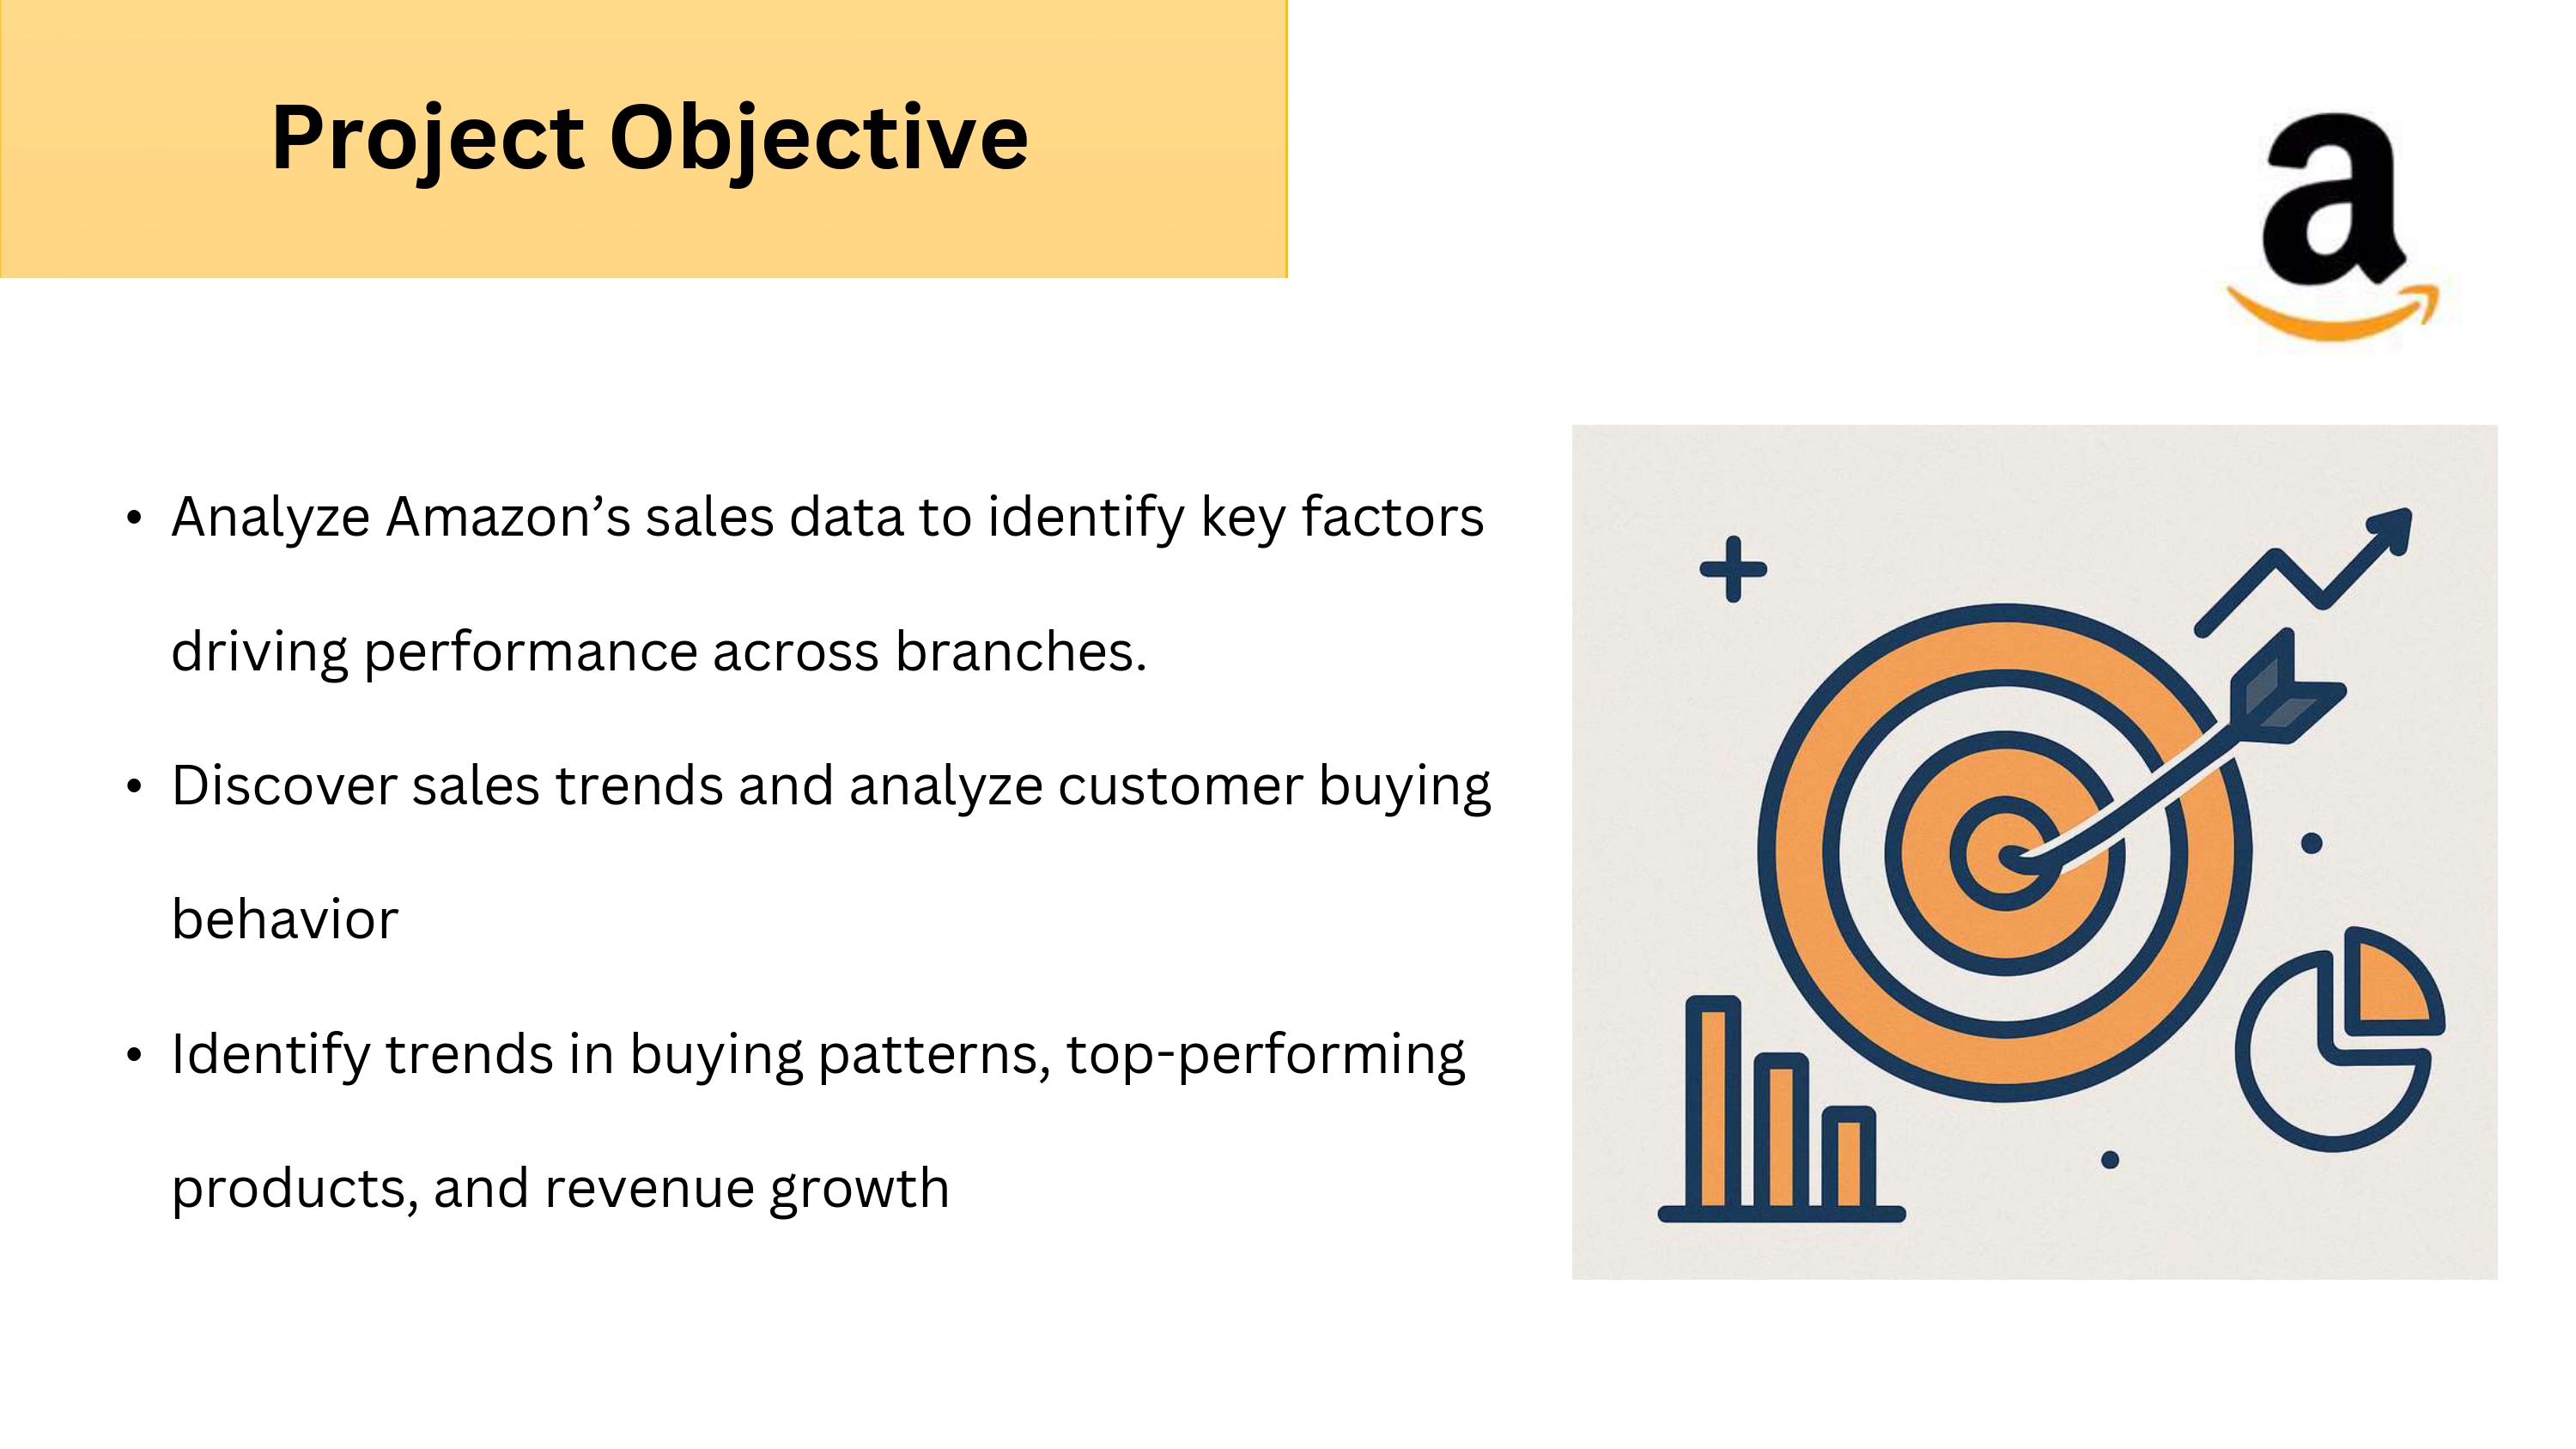 Project Objective
a
• Analyze Amazon’s sales data to identify key factors
driving performance across branches.
• Discover sales trends and analyze customer buying
behavior
• Identify trends in buying patterns, top-performing
products, and revenue growth